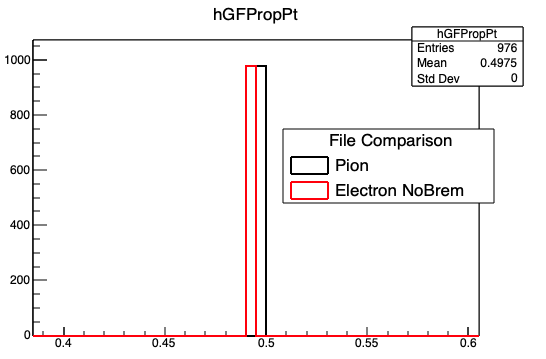 hGFPropPt
hGFPropPt
Entries 976
Mean 0.4975
Std Dev 0
File Comparison
Pion
Electron NoBrem
1000
800
600
400
200
0
0.4 0.45 0.5 0.55 0.6